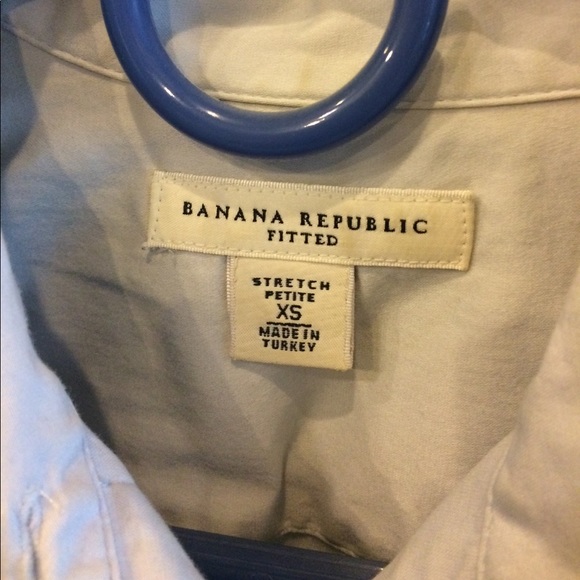 BANANA REPUBLIC
FITTED
STRETCH
PETITE
XS
MADE IN
TURKEY